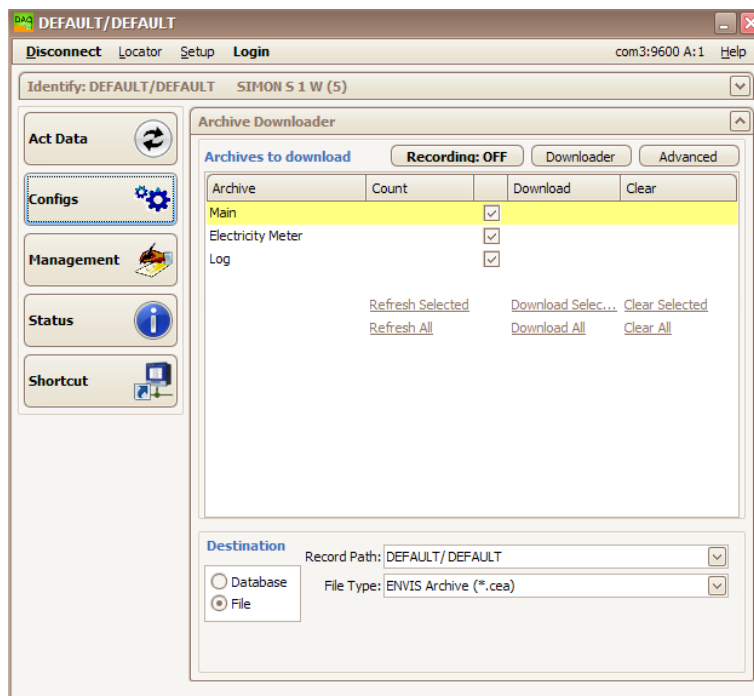 DAQ DEFAULT/DEFAULT
Disconnect Locator Setup Login com3:9600 A:1 Help
Identify: DEFAULT/DEFAULT SIMON S 1 W (5)
Act Data
Configs
Management
Status
Shortcut
Archive Downloader
Archives to download Recording: OFF Downloader Advanced
Archive Count Download Clear
Main
Electricity Meter
Log
Refresh Selected Download Selec... Clear Selected
Refresh All Download All Clear All
Destination
Database
File
Record Path: DEFAULT/DEFAULT
File Type: ENVIS Archive (*.cea)